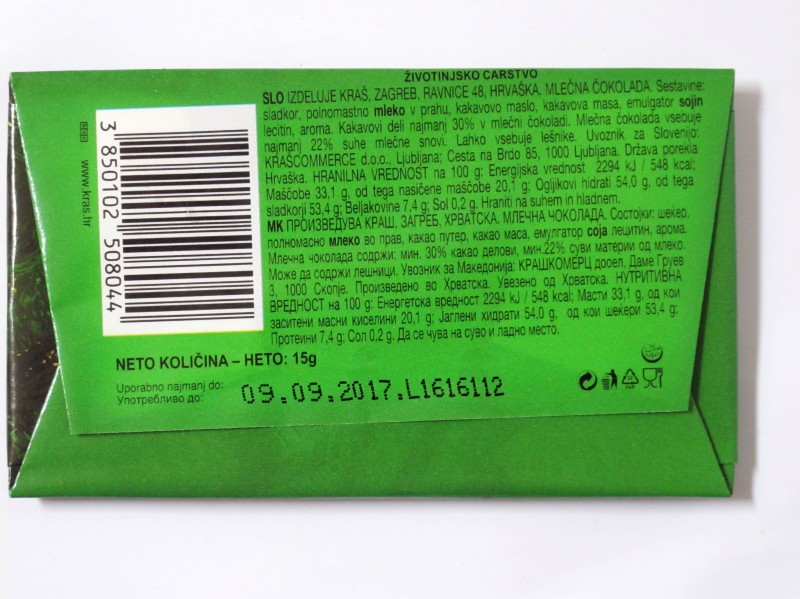 ŽIVOTINJSKO CARSTVO
SLO IZDELUJE KRAŠ, ZAGREB, RAVNICE 48, HRVAŠKA. MLEČNA ČOKOLADA. Sestavine:
sladkor, polnomastno mleko v prahu, kakavovo maslo, kakavova masa, emulgator sojin
lecitin, aroma. Kakavovi deli najmanj 30% v mlečni čokoladi. Mlečna čokolada vsebuje
najmanj 22% suhe mlečne snovi. Lahko vsebuje lešnike. Uvoznik za Slovenijo:
KRAŠCOMMERCE d.o.o., Ljubljana; Cesta na Brdo 85, 1000 Ljubljana. Država porekla
Hrvaška. HRANILNA VREDNOST na 100 g: Energijska vrednost 2294 kJ / 548 kcal;
Maščobe 33,1 g, od tega nasičene maščobe 20,1 g; Ogljikovi hidrati 54,0 g, od tega
sladkorji 53,4 g; Beljakovine 7,4 g; Sol 0,2 g. Hraniti na suhem in hladnem.
МК ПРОИЗВЕДУВА КРАШ, ЗАГРЕБ, ХРВАТСКА. МЛЕЧНА ЧОКОЛАДА. Состојки: шеќер,
полномасно млеко во прав, какао путер, какао маса, емулгатор соја лецитин, арома.
Млечна чоколада содржи: мин. 30% какао делови, мин.22% суви материи од млеко.
Може да содржи лешници. Увозник за Македонија: КРАШКОМЕРЦ дооел, Даме Груев
3, 1000 Скопје. Произведено во Хрватска. Увезено од Хрватска. НУТРИТИВНА
ВРЕДНОСТ на 100 g: Енергетска вредност 2294 kJ / 548 kcal; Масти 33,1 g, од кои
заситени масни киселини 20,1 g; Јаглени хидрати 54,0 g, од кои шеќери 53,4 g;
Протеини 7,4 g; Сол 0,2 g. Да се чува на суво и ладно место.
3 850102 508044
www.kras.hr
NETO KOLIČINA – НЕТО: 15g
Uporabno najmanj do:
Употребливо до:
09.09.2017.L1616112